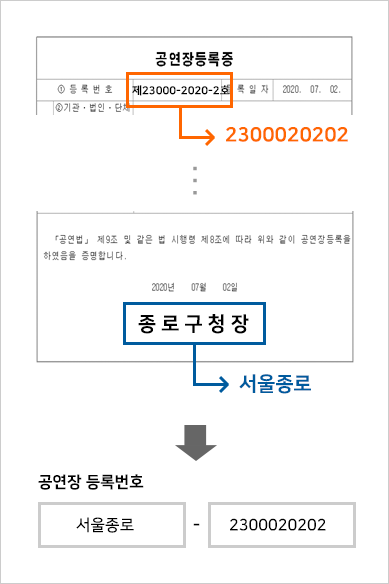 공연장등록증
① 등 록 번 호 제23000-2020-2호 등 록 일 자 2020. 07. 02.
②기관·법인·단체
2300020202
「공연법」 제9조 및 같은 법 시행령 제8조에 따라 위와 같이 공연장등록을
하였음을 증명합니다.
2020년 07월 02일
종 로 구 청 장
서울종로
공연장 등록번호
서울종로 - 2300020202